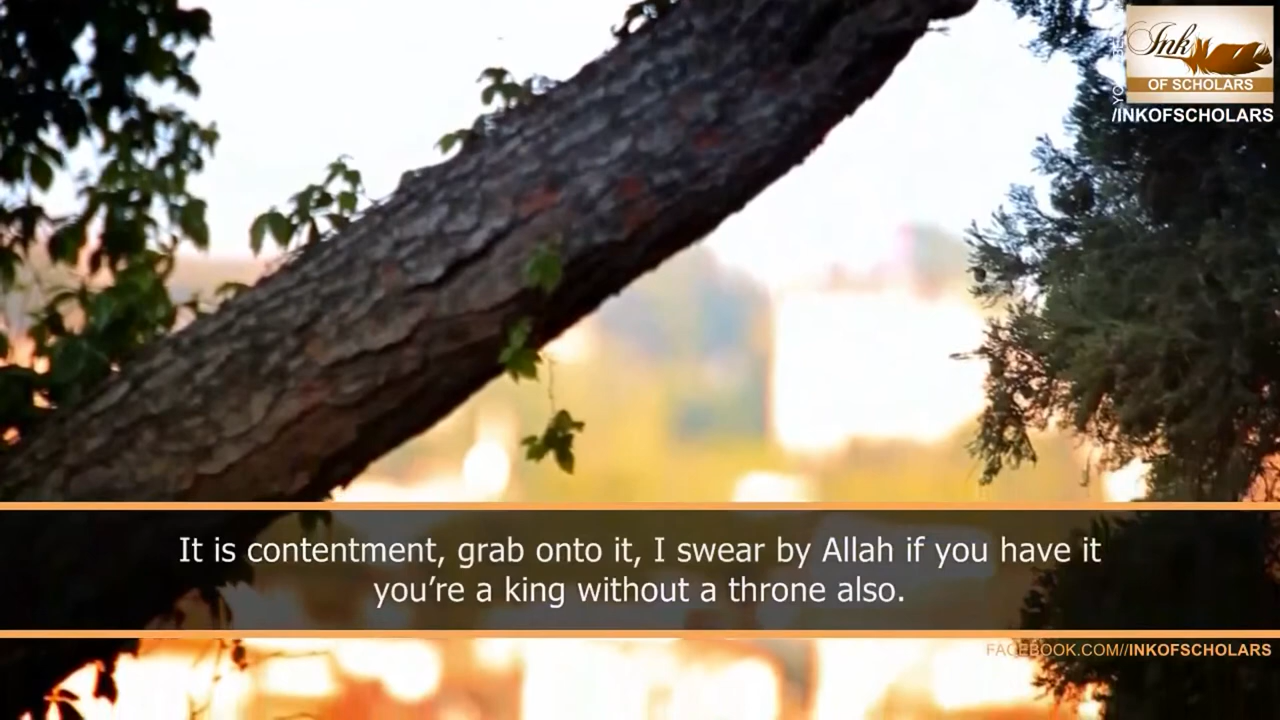 Ink
OF SCHOLARS
/INKOFSCHOLARS
It is contentment, grab onto it, I swear by Allah if you have it
you’re a king without a throne also.
FACEBOOK.COM//INKOFSCHOLARS